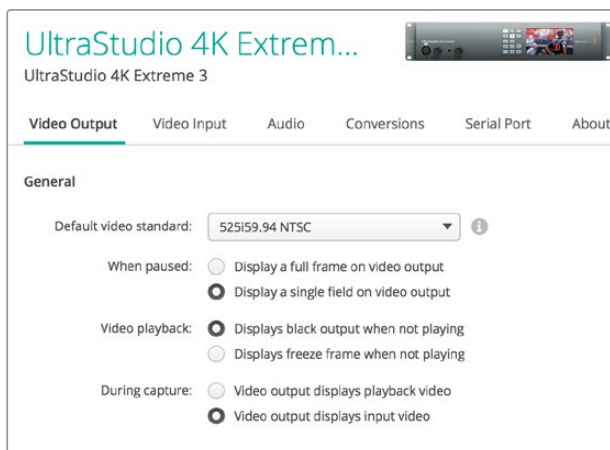 UltraStudio 4K Extrem...
UltraStudio 4K Extreme 3
Video Output Video Input Audio Conversions Serial Port About
General
Default video standard: 525i59.94 NTSC
When paused: Display a full frame on video output
Display a single field on video output
Video playback: Displays black output when not playing
Displays freeze frame when not playing
During capture: Video output displays playback video
Video output displays input video